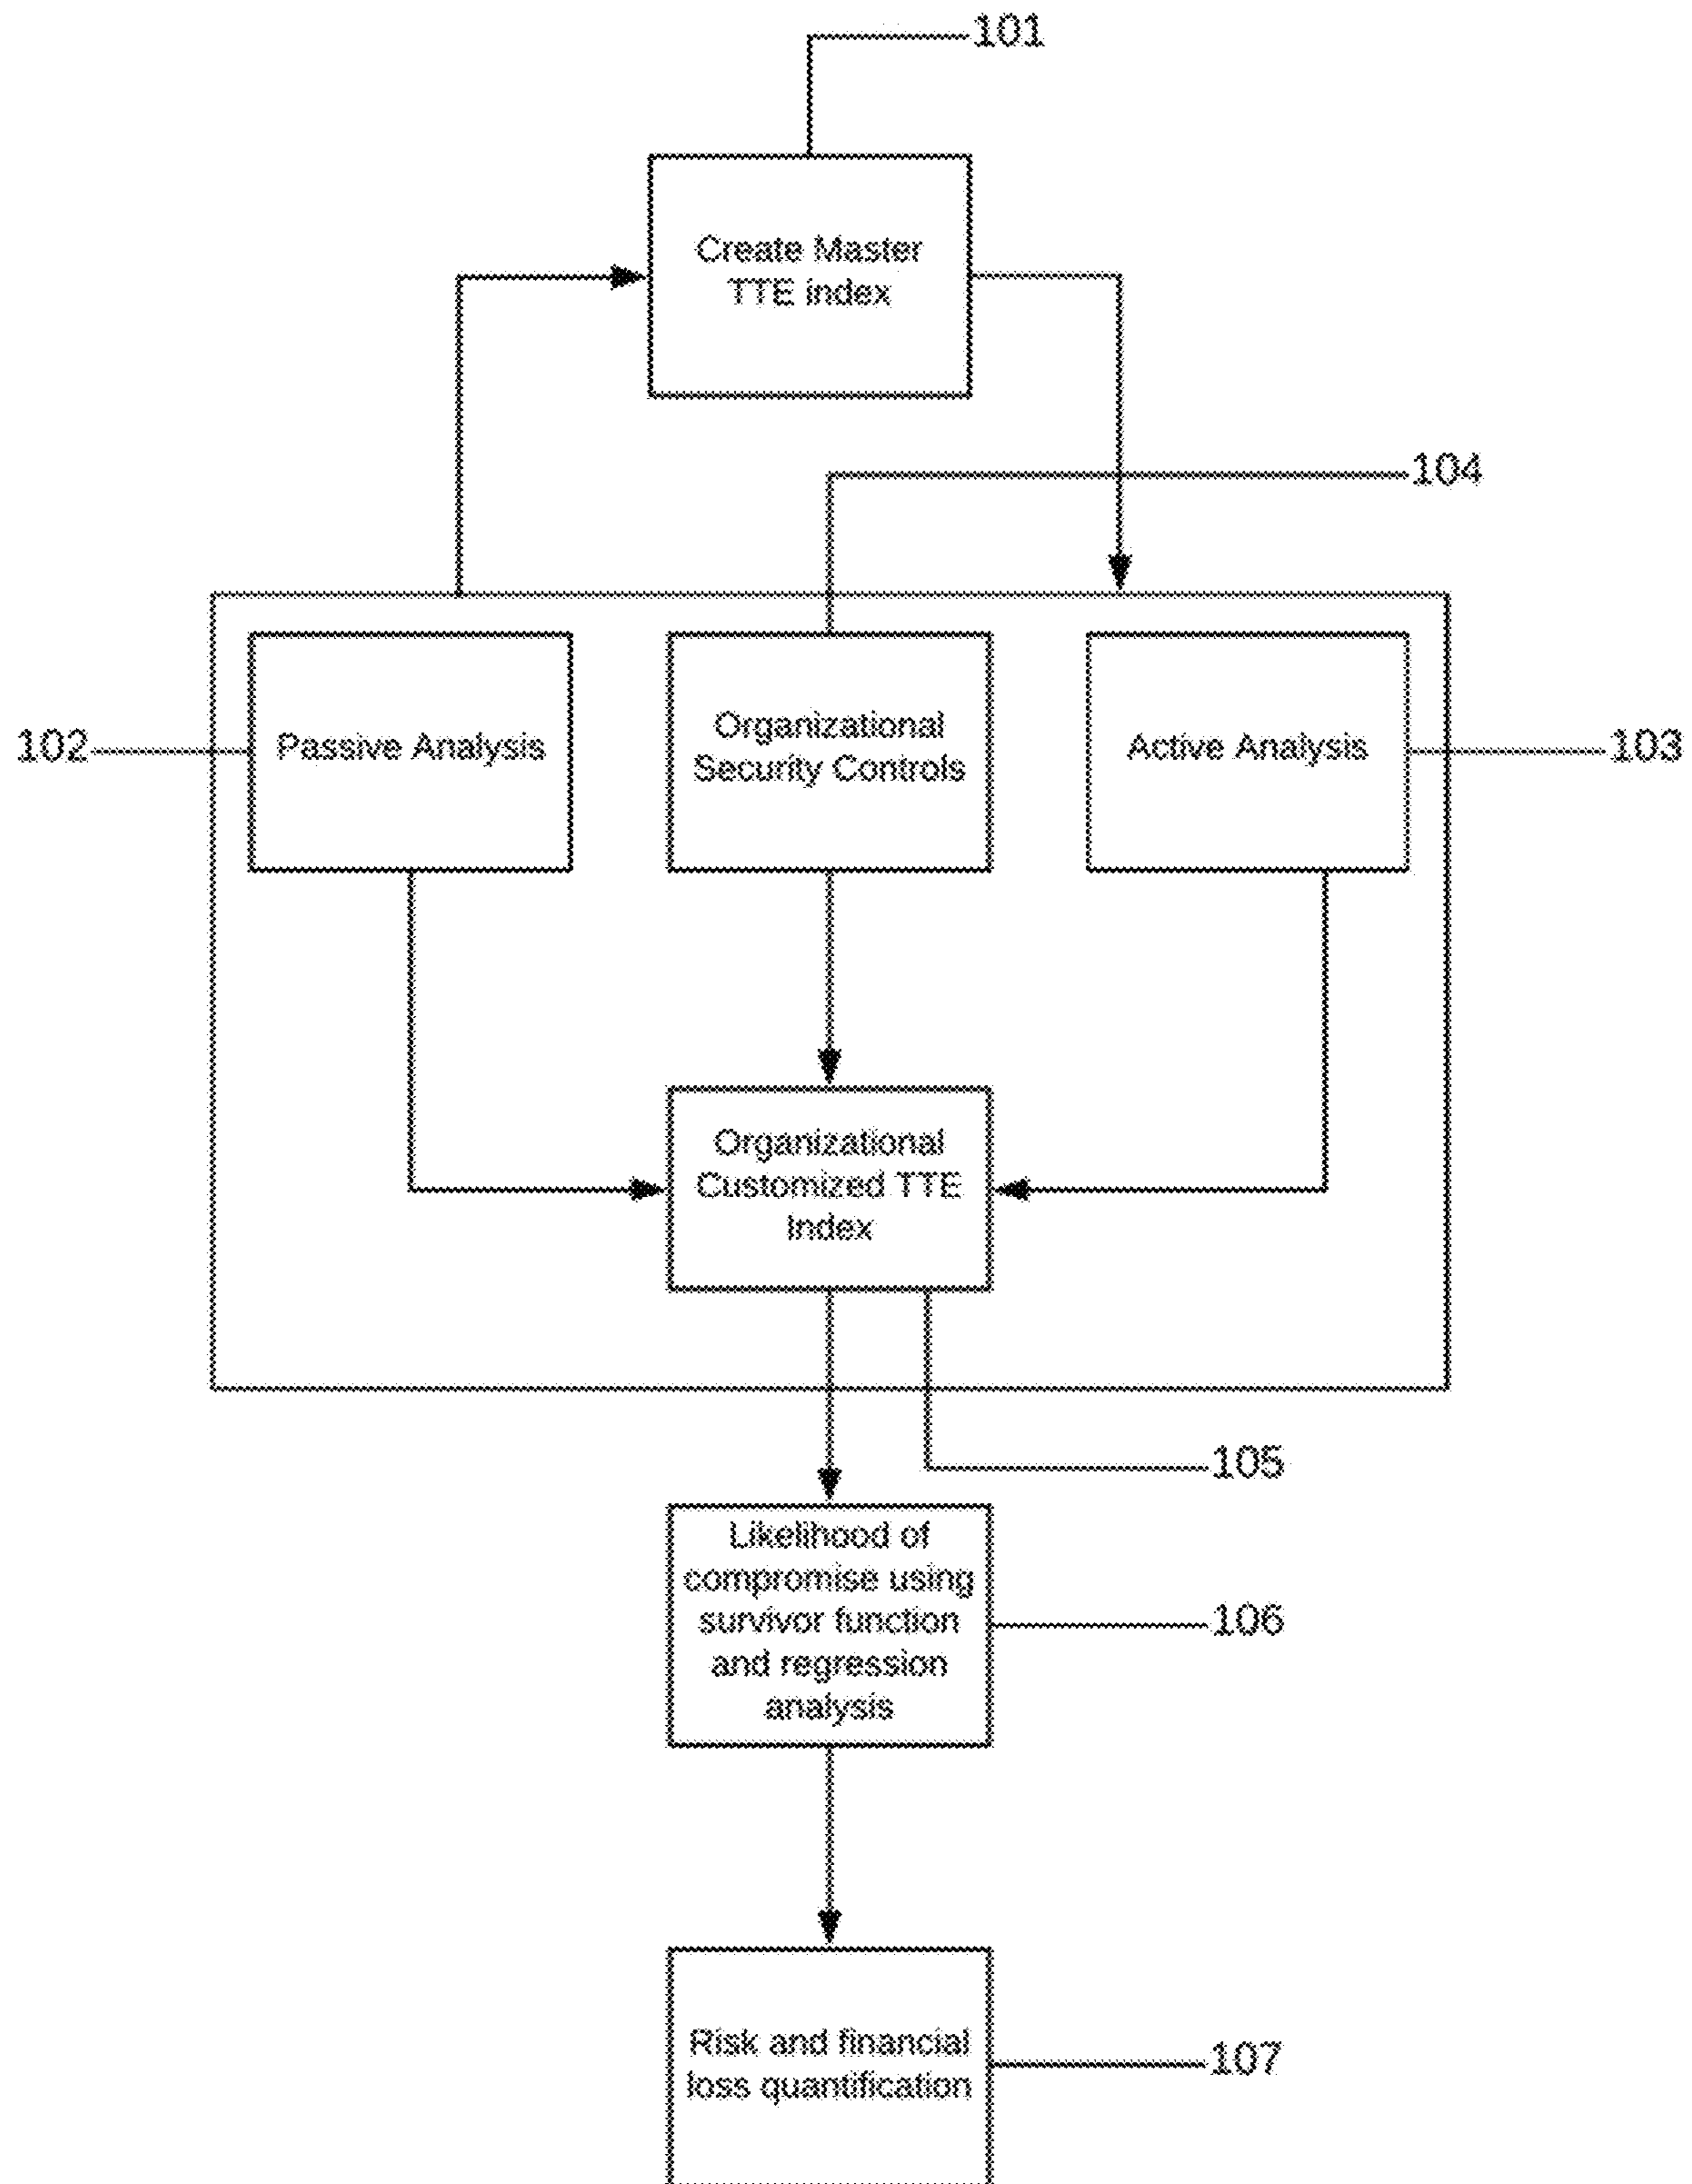 101
Create Master
TTE index
104
102
Passive Analysis
Organizational
Security Controls
Active Analysis
103
Organizational
Customized TTE
index
105
Likelihood of
compromise using
survivor function
and regression
analysis
106
Risk and financial
loss quantification
107